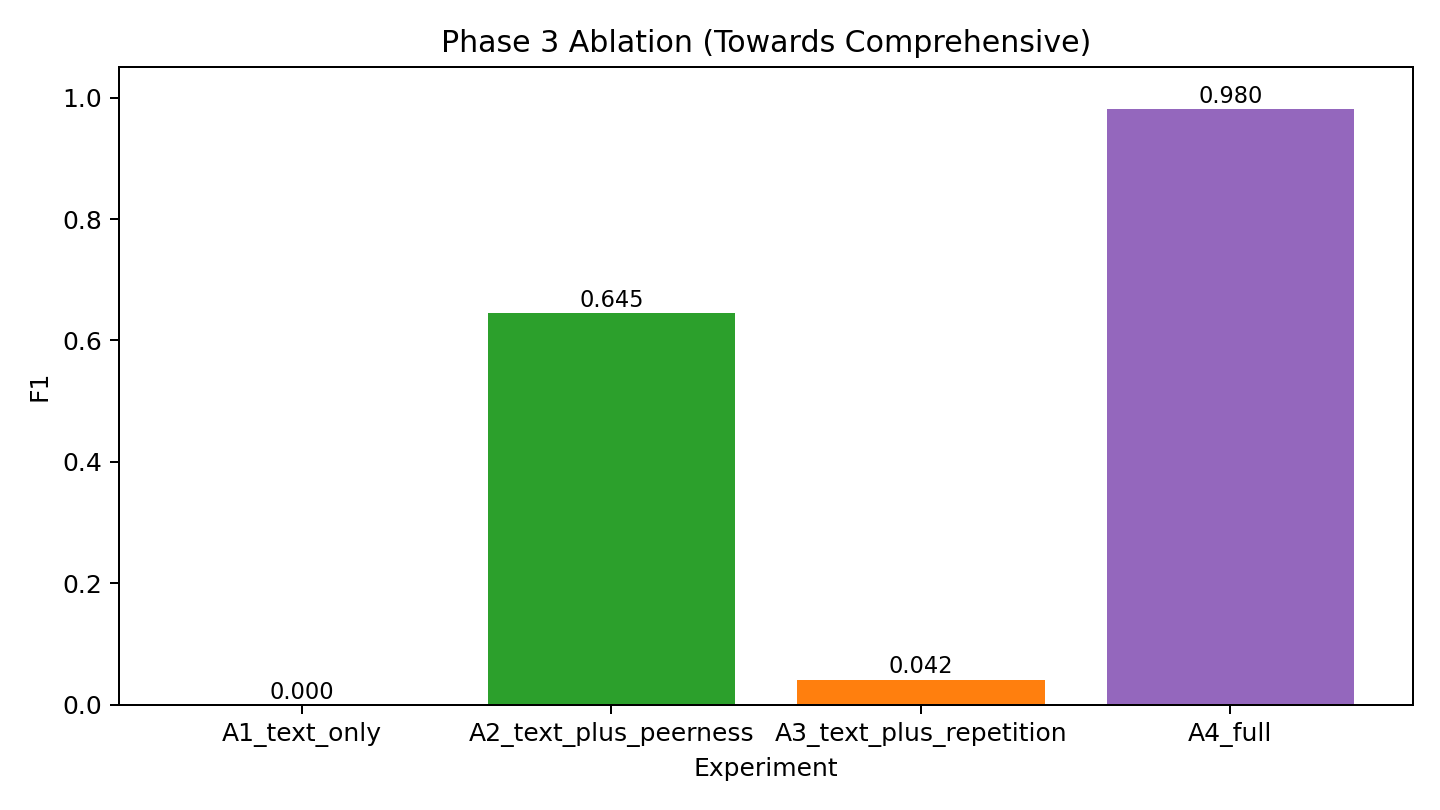 Phase 3 Ablation (Towards Comprehensive)
1.0
0.8
0.6
0.4
0.2
0.0
F1
0.000
0.645
0.042
0.980
A1_text_only
A2_text_plus_peerness
A3_text_plus_repetition
A4_full
Experiment